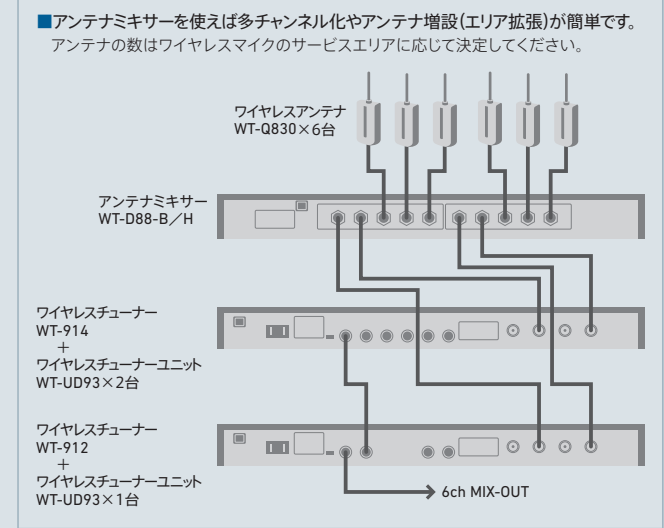 ■アンテナミキサーを使えば多チャンネル化やアンテナ増設(エリア拡張)が簡単です。
アンテナの数はワイヤレスマイクのサービスエリアに応じて決定してください。
ワイヤレスアンテナ
WT-Q830×6台
アンテナミキサー
WT-D88-B／H
ワイヤレスチューナー
WT-914
＋
ワイヤレスチューナーユニット
WT-UD93×2台
ワイヤレスチューナー
WT-912
＋
ワイヤレスチューナーユニット
WT-UD93×1台
6ch MIX-OUT